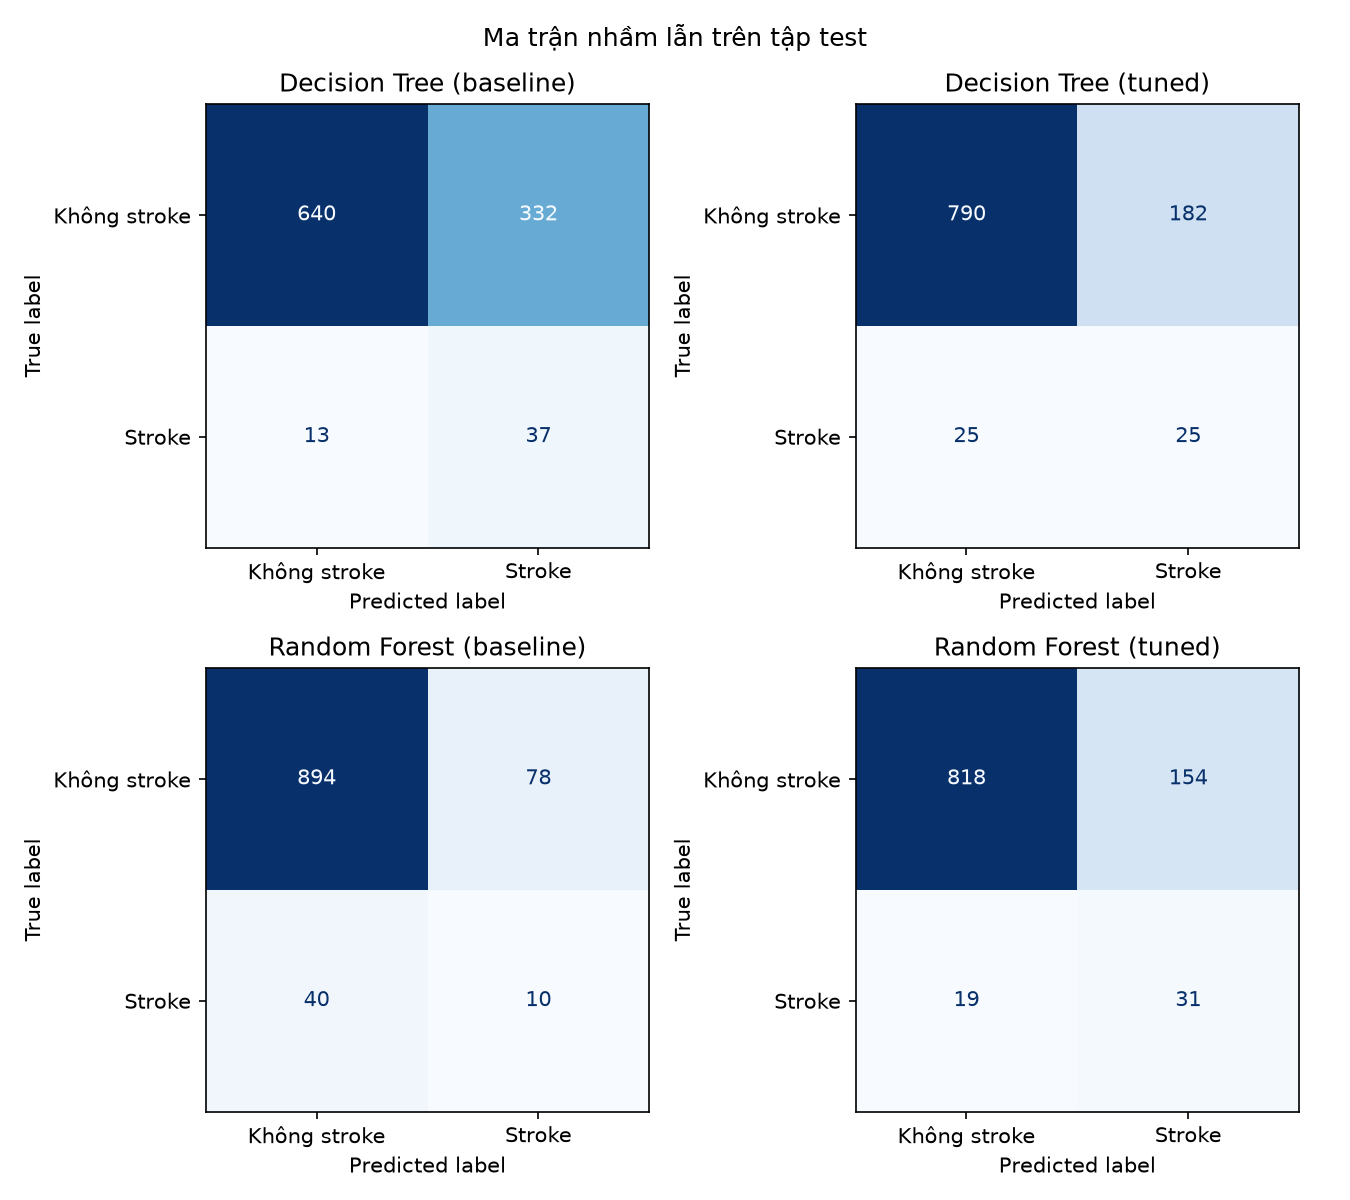 Ma trận nhầm lẫn trên tập test
Decision Tree (baseline)
True label
Không stroke
640
332
Stroke
13
37
Không stroke
Stroke
Predicted label
Decision Tree (tuned)
True label
Không stroke
790
182
Stroke
25
25
Không stroke
Stroke
Predicted label
Random Forest (baseline)
True label
Không stroke
894
78
Stroke
40
10
Không stroke
Stroke
Predicted label
Random Forest (tuned)
True label
Không stroke
818
154
Stroke
19
31
Không stroke
Stroke
Predicted label